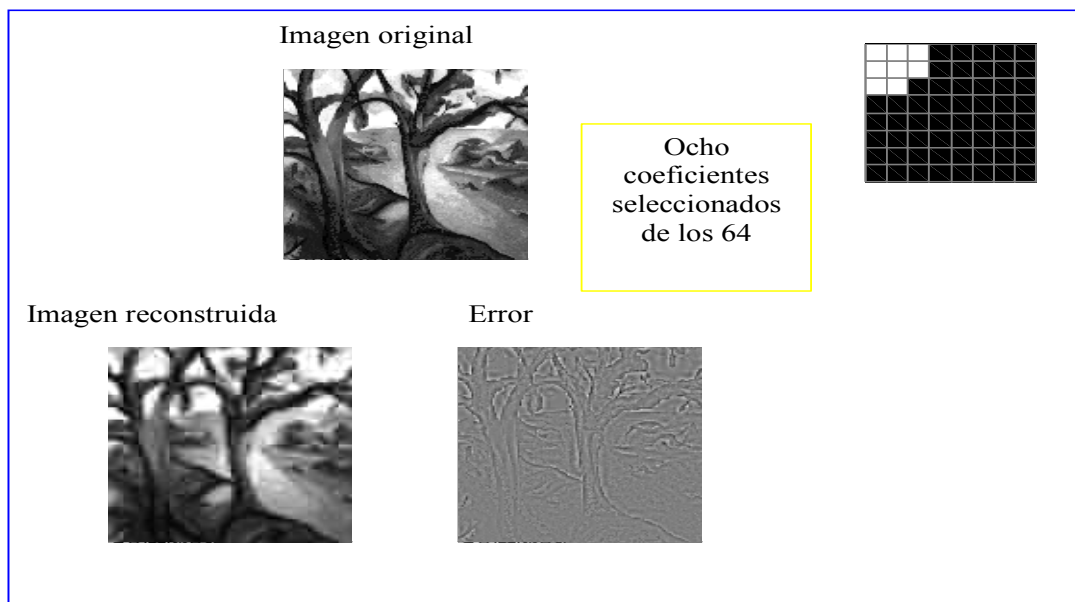 Imagen original
Ocho
coeficientes
seleccionados
de los 64
Imagen reconstruida
Error